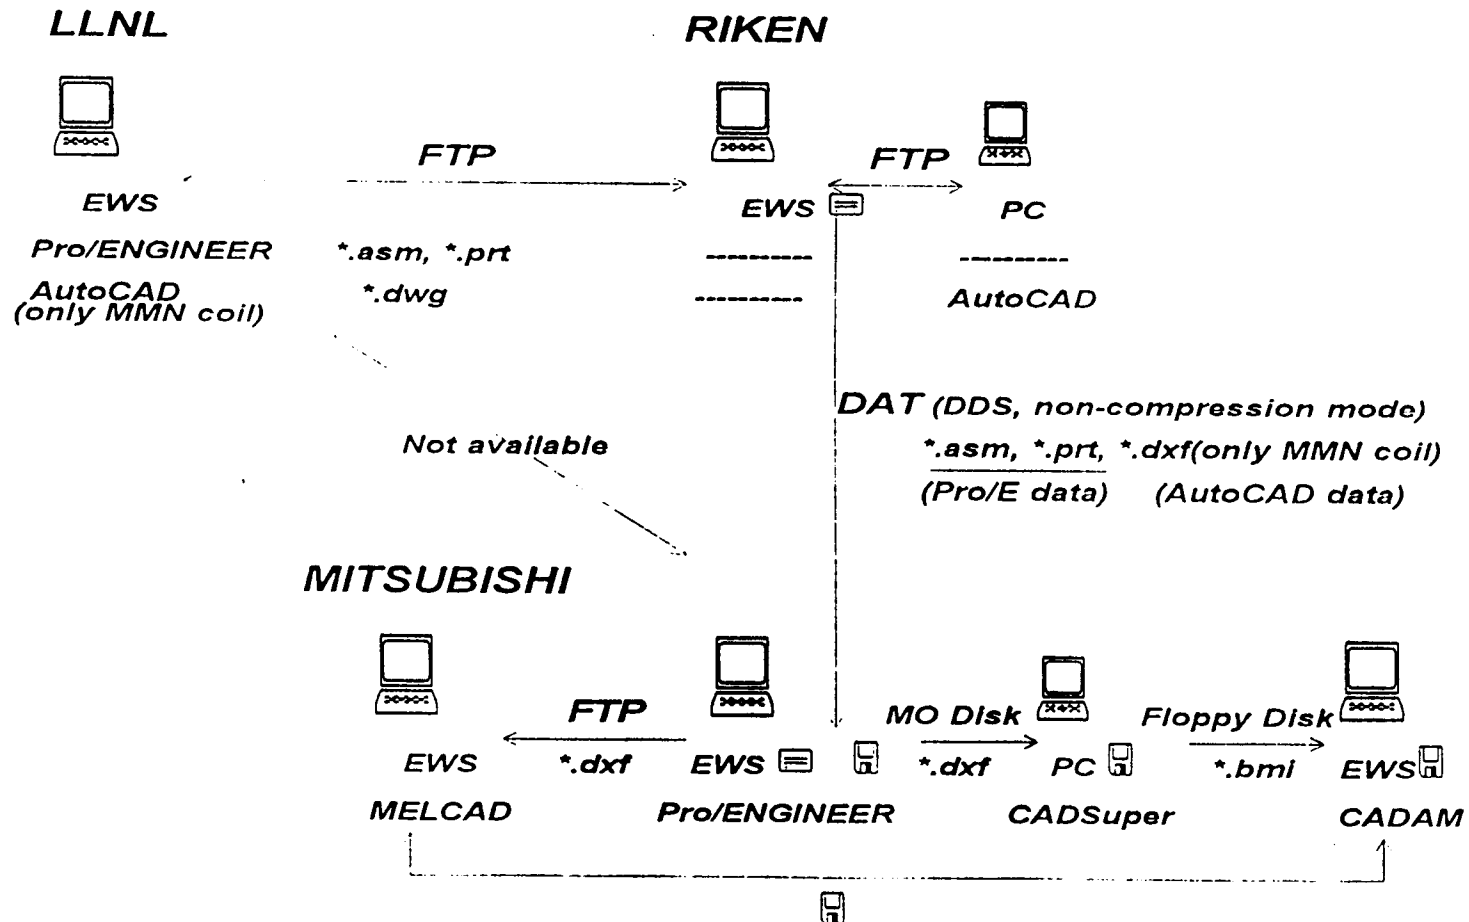 LLNL
RIKEN
FTP
FTP
EWS
EWS
PC
Pro/ENGINEER
*.asm, *.prt
----------
----------
AutoCAD
(only MMN coil)
*.dwg
----------
AutoCAD
DAT (DDS, non-compression mode)
*.asm, *.prt, *.dxf(only MMN coil)
(Pro/E data) (AutoCAD data)
Not available
MITSUBISHI
FTP
MO Disk
Floppy Disk
EWS
*.dxf
EWS
*.dxf
PC
*.bmi
EWS
MELCAD
Pro/ENGINEER
CADSuper
CADAM